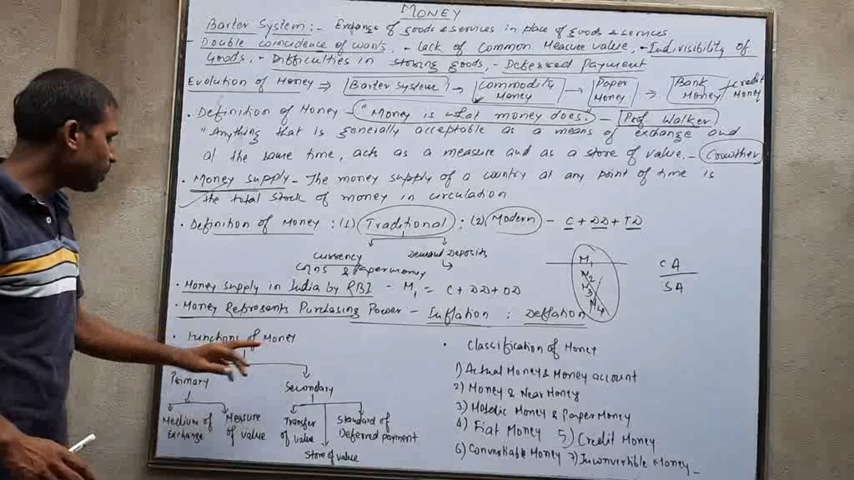 MONEY
Barter System:- Exchange of goods & services in place of goods & services
- Double coincidence of wants, - lack of Common Measure value, - Indivisibility of
Goods. - Difficulties in storing goods, - Deferred Payment
Evolution of Money ⇒ Barter System → Commodity Money → Paper Money → Bank Money + Credit Money
• Definition of Money - "Money is what money does." - Prof Walker
"Anything that is generally acceptable as a means of exchange and
at the same time, acts as a measure and as a store of value. - Crowther
• Money supply - The money supply of a country at any point of time is
the total stock of money in circulation
• Definition of Money : (1) Traditional : (2) Modern - C + DD + TD
Currency Demand Deposits
Coins & Paper money
M1
M2
M3
M4
CA
SA
• Money supply in India by RBI - M1 = C + DD + OD
• Money Represents Purchasing Power - Inflation : Deflation
• Functions of Money
Primary Secondary
Medium of Exchange
Measure of value
Transfer of value
Store of value
Standard of Deferred payment
• Classification of Money
1) Actual Money & Money account
2) Money & Near Money
3) Metallic Money & Paper Money
4) Fiat Money 5) Credit Money
6) Convertiable Money 7) Inconvertible Money